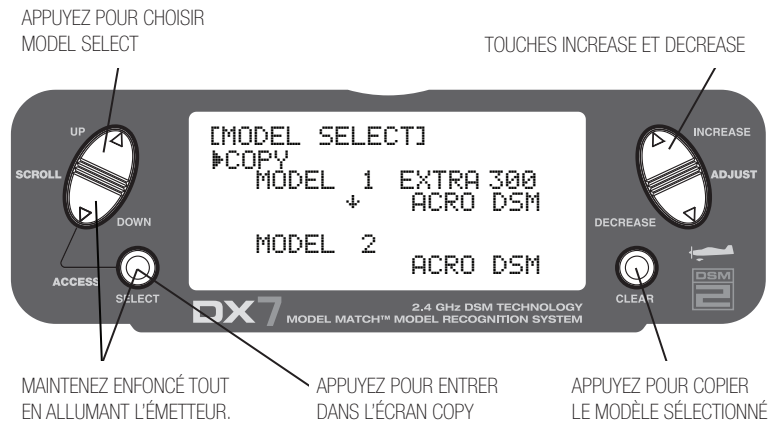 APPUYEZ POUR CHOISIR
MODEL SELECT
TOUCHES INCREASE ET DECREASE
UP
SCROLL
DOWN
ACCESS
SELECT
[MODEL SELECT]
COPY
MODEL 1 EXTRA 300
ACRO DSM
MODEL 2
ACRO DSM
INCREASE
ADJUST
DECREASE
CLEAR
DSM
2
DX7
2.4 GHz DSM TECHNOLOGY
MODEL MATCH™ MODEL RECOGNITION SYSTEM
MAINTENEZ ENFONCÉ TOUT
EN ALLUMANT L'ÉMETTEUR.
APPUYEZ POUR ENTRER
DANS L'ÉCRAN COPY
APPUYEZ POUR COPIER
LE MODÈLE SÉLECTIONNÉ